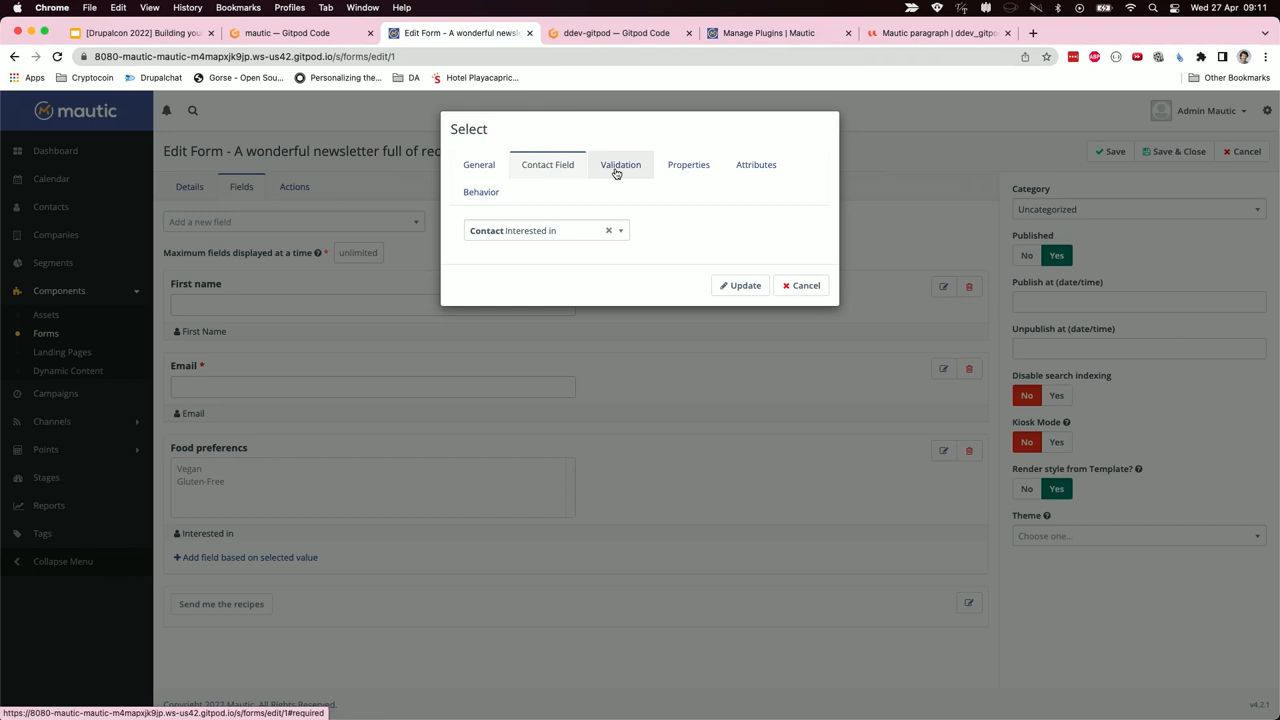 Chrome File Edit View History Bookmarks Profiles Tab Window Help Wed 27 Apr 09:11
[Drupalcon 2022] Building you mautic — Gitpod Code Edit Form - A wonderful newsle ddev-gitpod — Gitpod Code Manage Plugins | Mautic Mautic paragraph | ddev_gitpo
8080-mautic-mautic-m4mapxjk9jp.ws-us42.gitpod.io/s/forms/edit/1
Apps Cryptocoin Drupalchat Gorse - Open Sou... Personalizing the... DA Hotel Playacapric... Other Bookmarks
mautic
Admin Mautic
Select
Edit Form - A wonderful newsletter full of rec
Save Save & Close Cancel
General Contact Field Validation Properties Attributes
Behavior
Contact Interested in
Update Cancel
Dashboard
Calendar
Contacts
Companies
Segments
Components
Assets
Forms
Landing Pages
Dynamic Content
Campaigns
Channels
Points
Stages
Reports
Tags
Collapse Menu
Details Fields Actions
Add a new field
Maximum fields displayed at a time * unlimited
First name
First Name
Email *
Email
Food preferencs
Vegan
Gluten-Free
Interested in
Add field based on selected value
Send me the recipes
Category
Uncategorized
Published
No Yes
Publish at (date/time)
Unpublish at (date/time)
Disable search indexing
No Yes
Kiosk Mode
No Yes
Render style from Template?
No Yes
Theme
Choose one...
Copyright 2022 Mautic. All Rights Reserved. v4.2.1
https://8080-mautic-mautic-m4mapxjk9jp.ws-us42.gitpod.io/s/forms/edit/1#required